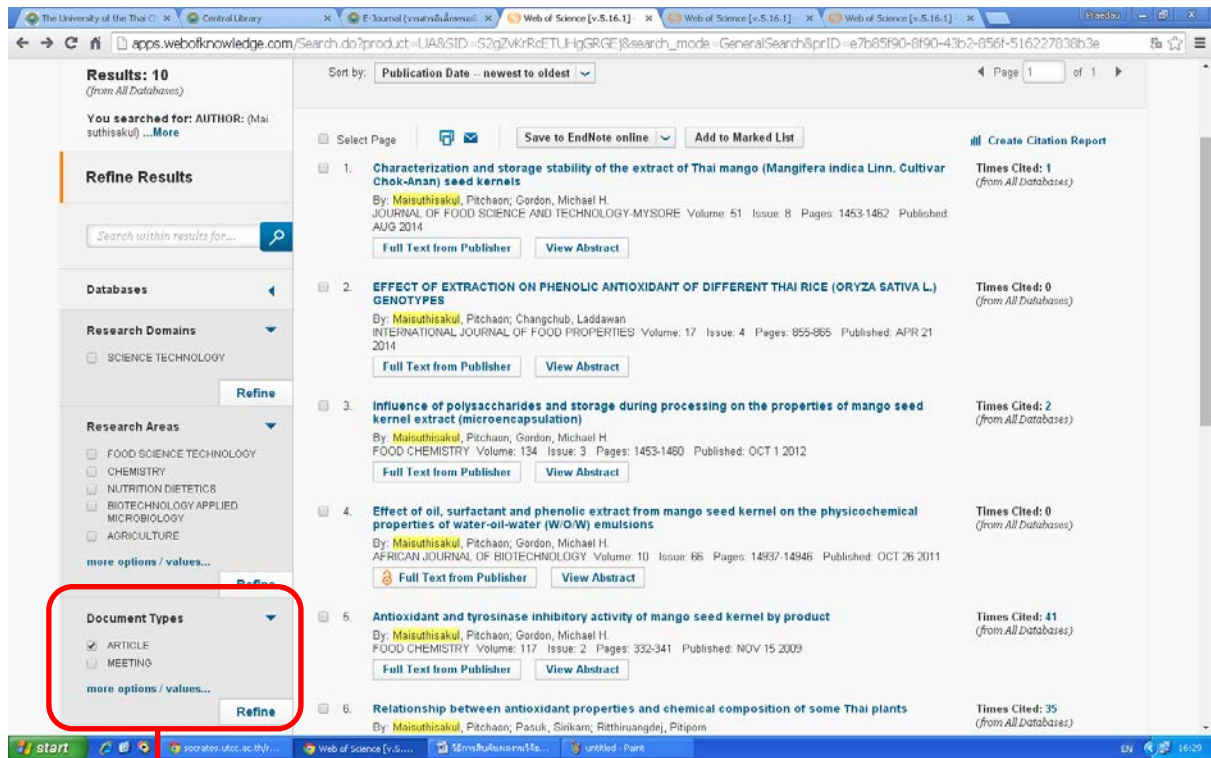 The University of the Thai C
Central Library
E-Journal
Web of Science [v.5.16.1] -
Web of Science [v.5.16.1] -
Web of Science [v.5.16.1] -
Praedau
apps.webofknowledge.com/Search.do?product=UA&SID=
&search_mode=GeneralSearch&prID=e7b85f90-8f90-43b2-856f-516227838b3e
Results: 10
(from All Databases)
You searched for: AUTHOR: (Mai
suthisakul) ...More
Refine Results
Search within results for...
Databases
Research Domains
SCIENCE TECHNOLOGY
Refine
Research Areas
FOOD SCIENCE TECHNOLOGY
CHEMISTRY
NUTRITION DIETETICS
BIOTECHNOLOGY APPLIED
MICROBIOLOGY
AGRICULTURE
more options / values...
Refine
Document Types
ARTICLE
MEETING
more options / values...
Refine
Sort by: Publication Date -- newest to oldest
Page 1 of 1
Select Page
Save to EndNote online
Add to Marked List
Create Citation Report
1. Characterization and storage stability of the extract of Thai mango (Mangifera indica Linn. Cultivar
Chok-Anan) seed kernels
By: Maisuthisakul, Pitchaon; Gordon, Michael H.
JOURNAL OF FOOD SCIENCE AND TECHNOLOGY-MYSORE Volume: 51 Issue: 8 Pages: 1453-1462 Published:
AUG 2014
Full Text from Publisher View Abstract
Times Cited: 1
(from All Databases)
2. EFFECT OF EXTRACTION ON PHENOLIC ANTIOXIDANT OF DIFFERENT THAI RICE (ORYZA SATIVA L.)
GENOTYPES
By: Maisuthisakul, Pitchaon; Changchub, Laddawan
INTERNATIONAL JOURNAL OF FOOD PROPERTIES Volume: 17 Issue: 4 Pages: 855-865 Published: APR 21
2014
Full Text from Publisher View Abstract
Times Cited: 0
(from All Databases)
3. Influence of polysaccharides and storage during processing on the properties of mango seed
kernel extract (microencapsulation)
By: Maisuthisakul, Pitchaon; Gordon, Michael H.
FOOD CHEMISTRY Volume: 134 Issue: 3 Pages: 1453-1460 Published: OCT 1 2012
Full Text from Publisher View Abstract
Times Cited: 2
(from All Databases)
4. Effect of oil, surfactant and phenolic extract from mango seed kernel on the physicochemical
properties of water-oil-water (W/O/W) emulsions
By: Maisuthisakul, Pitchaon; Gordon, Michael H.
AFRICAN JOURNAL OF BIOTECHNOLOGY Volume: 10 Issue: 66 Pages: 14937-14946 Published: OCT 26 2011
Full Text from Publisher View Abstract
Times Cited: 0
(from All Databases)
5. Antioxidant and tyrosinase inhibitory activity of mango seed kernel by product
By: Maisuthisakul, Pitchaon; Gordon, Michael H.
FOOD CHEMISTRY Volume: 117 Issue: 2 Pages: 332-341 Published: NOV 15 2009
Full Text from Publisher View Abstract
Times Cited: 41
(from All Databases)
6. Relationship between antioxidant properties and chemical composition of some Thai plants
By: Maisuthisakul, Pitchaon; Pasuk, Sirikarn; Ritthiruangdej, Pitiporn
Times Cited: 35
(from All Databases)
start
socrates.utcc.ac.th/r...
Web of Science [v.5....
untitled - Paint
EN
16:29